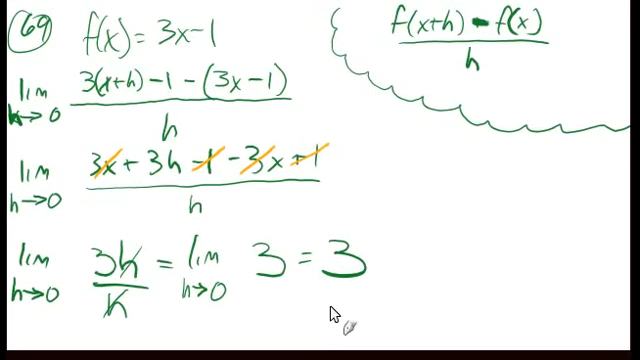 69 f(x) = 3x - 1
f(x+h) - f(x)
h
lim h→0
3(x+h) - 1 - (3x - 1)
h
lim h→0
3x + 3h - 1 - 3x + 1
h
lim h→0 3h/h = lim h→0 3 = 3